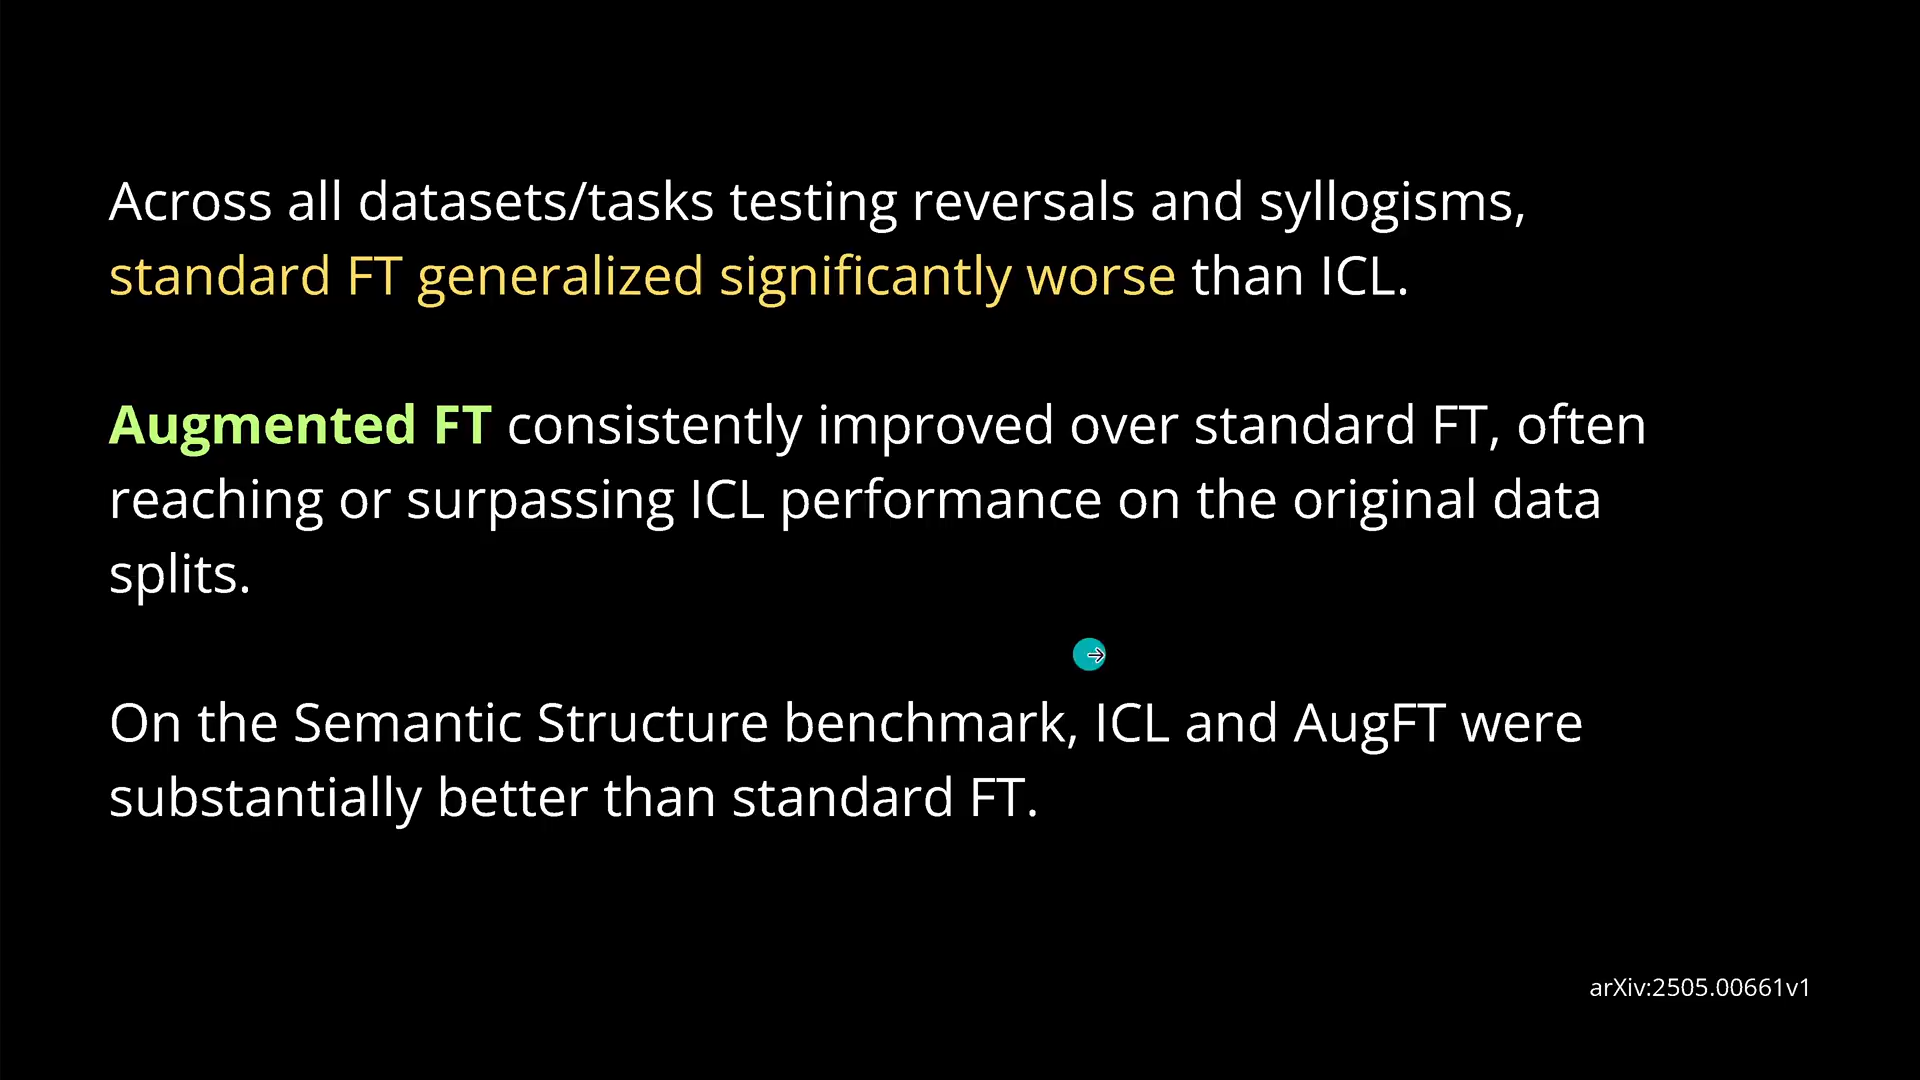 Across all datasets/tasks testing reversals and syllogisms,
standard FT generalized significantly worse than ICL.
Augmented FT consistently improved over standard FT, often
reaching or surpassing ICL performance on the original data
splits.
On the Semantic Structure benchmark, ICL and AugFT were
substantially better than standard FT.
arXiv:2505.00661v1